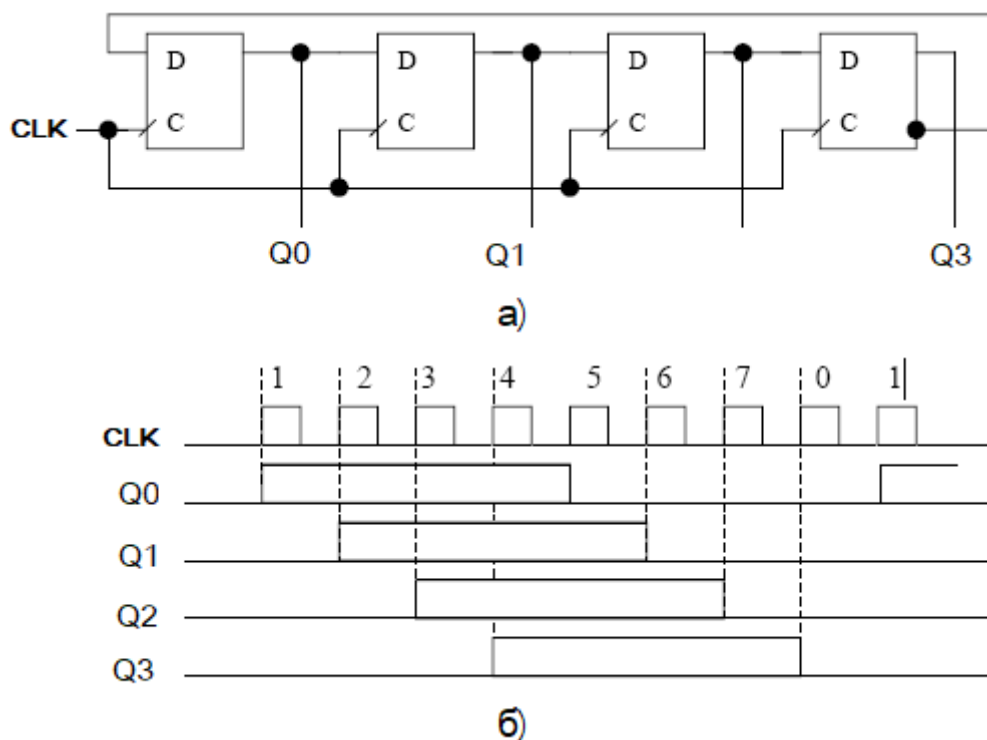 D D D D
CLK C C C C
Q0 Q1 Q3
а)
1 2 3 4 5 6 7 0 1
CLK
Q0
Q1
Q2
Q3
б)